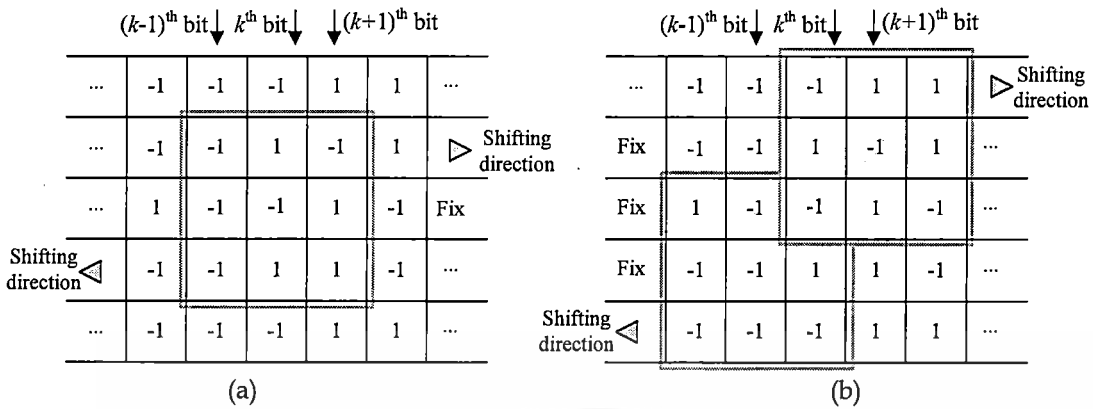 (k-1)th bit kth bit (k+1)th bit
... -1 -1 -1 1 1 ...
-1 -1 1 -1 1 Shifting direction
... 1 -1 -1 1 -1 Fix
Shifting direction -1 -1 1 1 -1 ...
... -1 -1 -1 1 1 ...
(a)
(k-1)th bit kth bit (k+1)th bit
... -1 -1 -1 1 1 Shifting direction
Fix -1 -1 1 -1 1 ...
Fix 1 -1 -1 1 -1 ...
Fix -1 -1 1 1 -1 ...
Shifting direction -1 -1 -1 1 1 ...
(b)